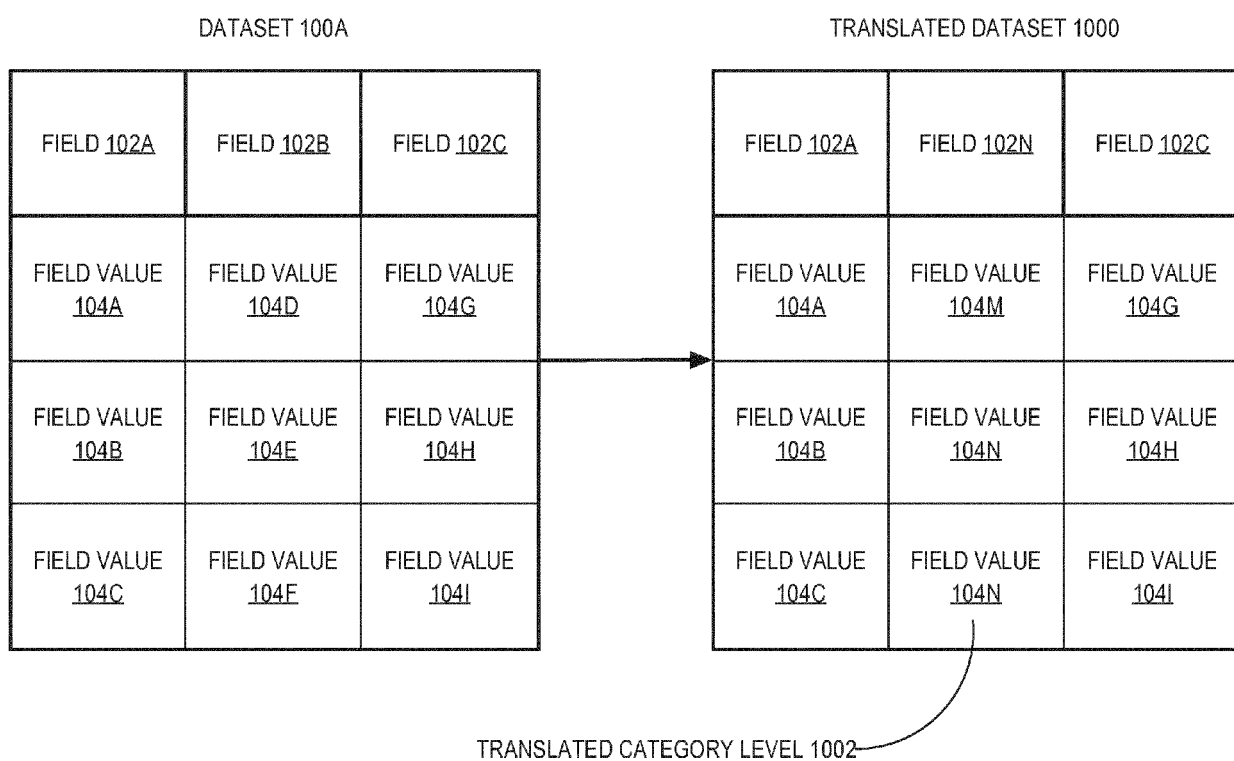 DATASET 100A
TRANSLATED DATASET 1000
FIELD 102A
FIELD 102B
FIELD 102C
FIELD VALUE
104A
FIELD VALUE
104D
FIELD VALUE
104G
FIELD VALUE
104B
FIELD VALUE
104E
FIELD VALUE
104H
FIELD VALUE
104C
FIELD VALUE
104F
FIELD VALUE
104I
FIELD 102A
FIELD 102N
FIELD 102C
FIELD VALUE
104A
FIELD VALUE
104M
FIELD VALUE
104G
FIELD VALUE
104B
FIELD VALUE
104N
FIELD VALUE
104H
FIELD VALUE
104C
FIELD VALUE
104N
FIELD VALUE
104I
TRANSLATED CATEGORY LEVEL 1002